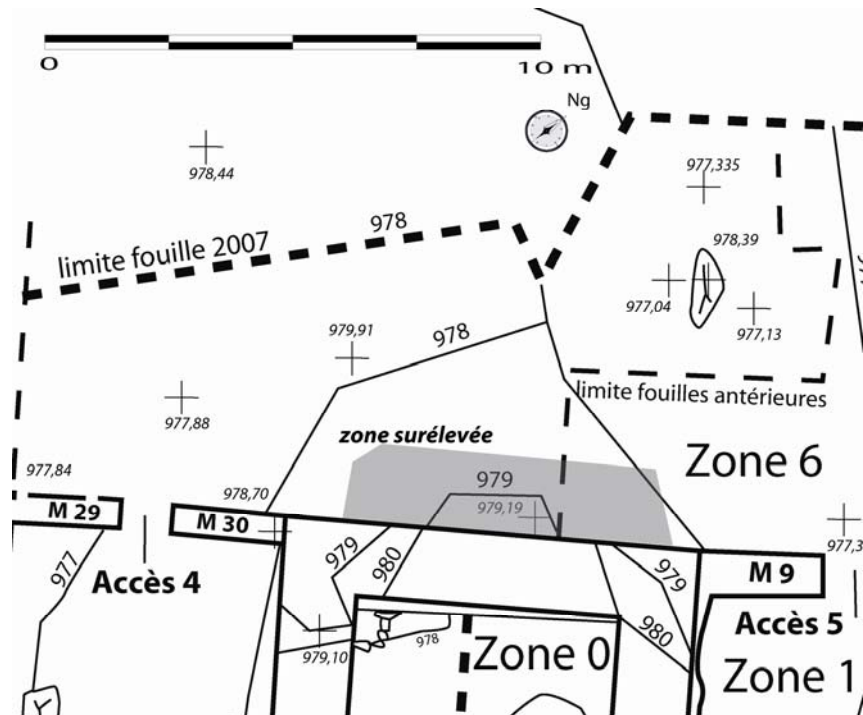 0
10 m
Ng
978,44
977,335
978
limite fouille 2007
978,39
977,04
977,13
979,91
978
977,88
limite fouilles antérieures
zone surélevée
Zone 6
977,84
978,70
979
979,19
M 29
M 30
977,3
977
Accès 4
979
980
979
M 9
980
Accès 5
979,10
978
Zone 0
Zone 1